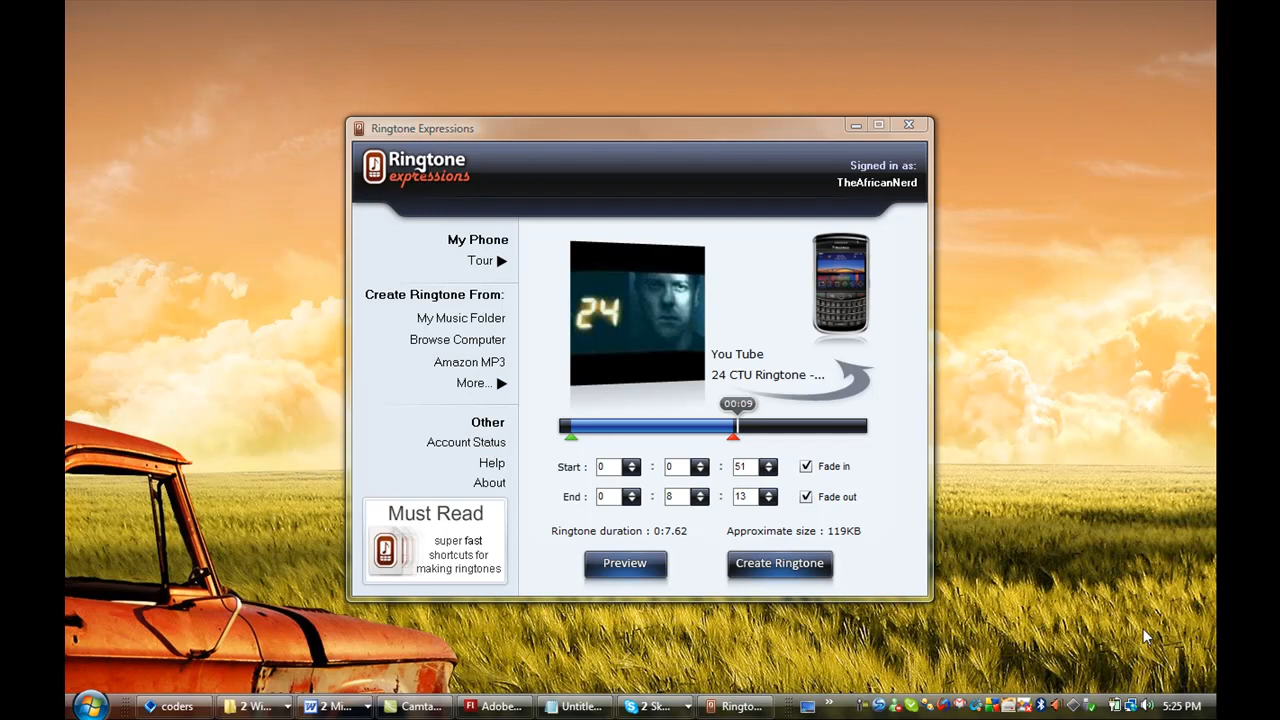 Ringtone Expressions
Ringtone
expressions
Signed in as:
TheAfricanNerd
My Phone
Tour
Create Ringtone From:
My Music Folder
Browse Computer
Amazon MP3
More...
Other
Account Status
Help
About
Must Read
super fast
shortcuts for
making ringtones
24
You Tube
24 CTU Ringtone -...
00:09
Start : 0 : 0 : 51 Fade in
End : 0 : 8 : 13 Fade out
Ringtone duration : 0:7.62 Approximate size : 119KB
Preview Create Ringtone
coders 2 Wi... 2 Mi... Camta... Adobe... Untitle... 2 Sk... Ringto... » 5:25 PM